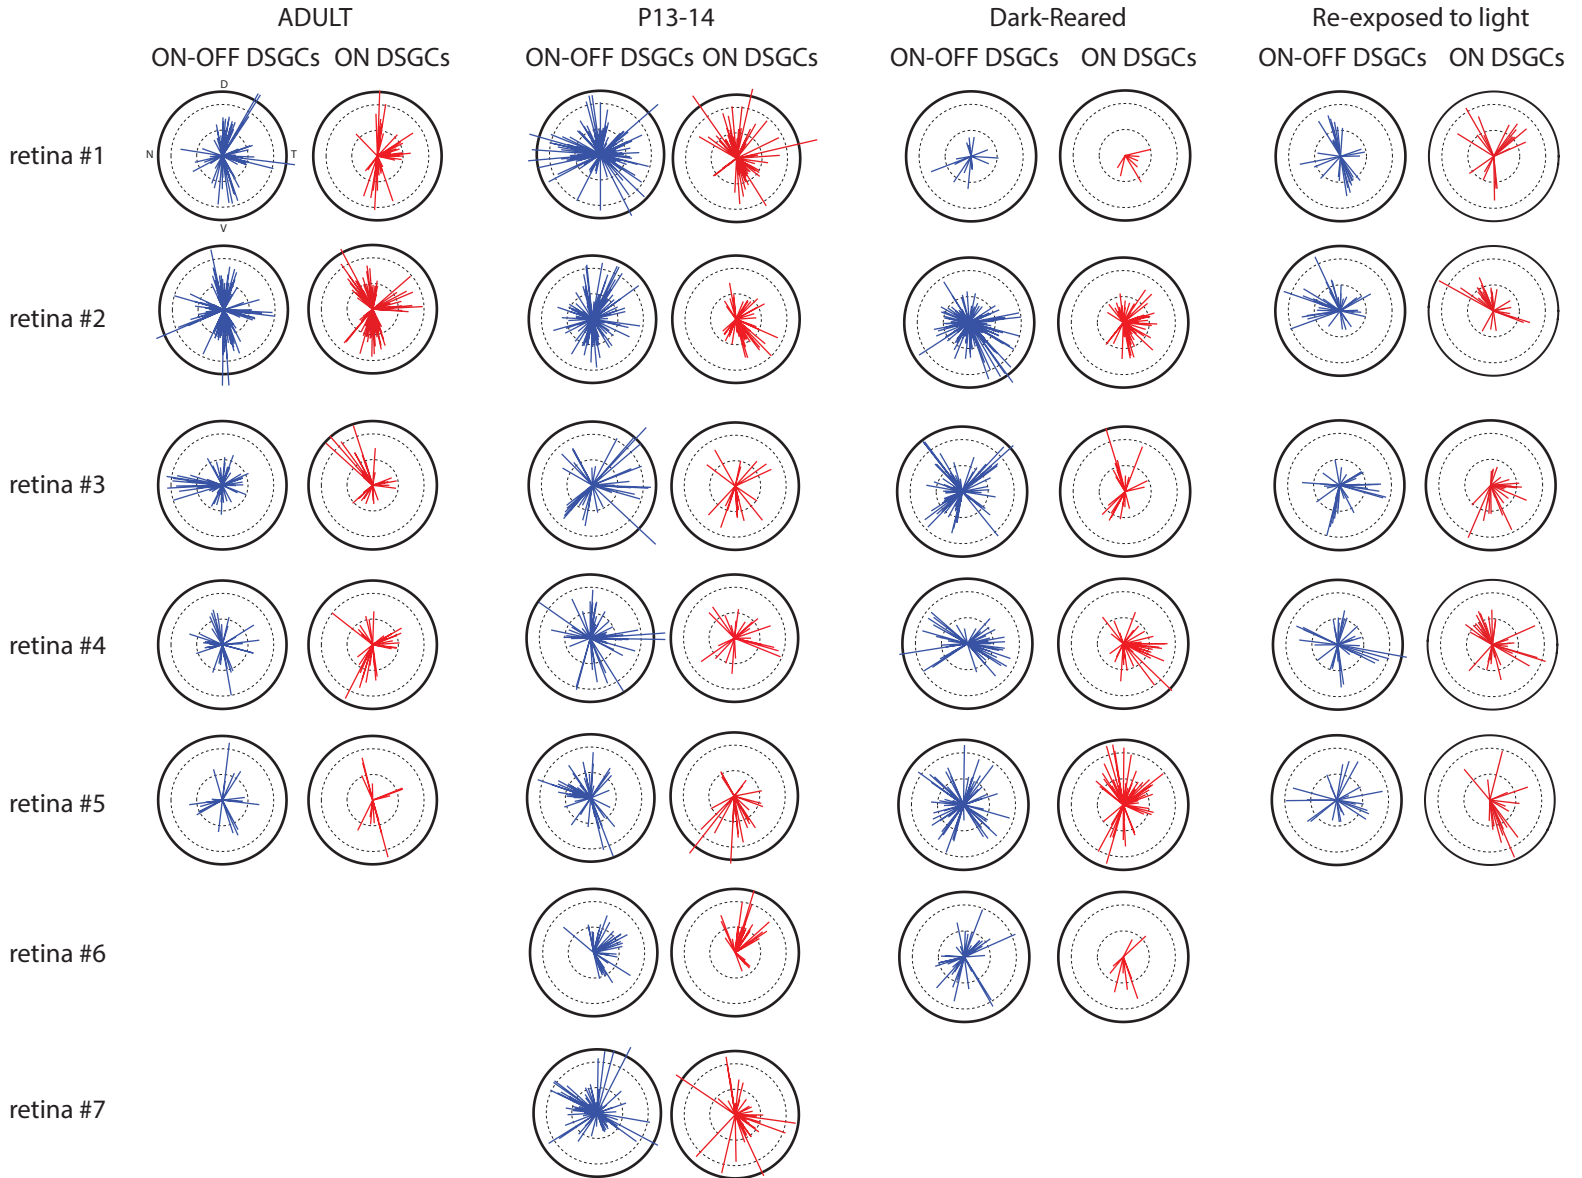 ADULT P13-14 Dark-Reared Re-exposed to light
ON-OFF DSGCs ON DSGCs ON-OFF DSGCs ON DSGCs ON-OFF DSGCs ON DSGCs ON-OFF DSGCs ON DSGCs
D
retina #1 N T
V
retina #2
retina #3
retina #4
retina #5
retina #6
retina #7